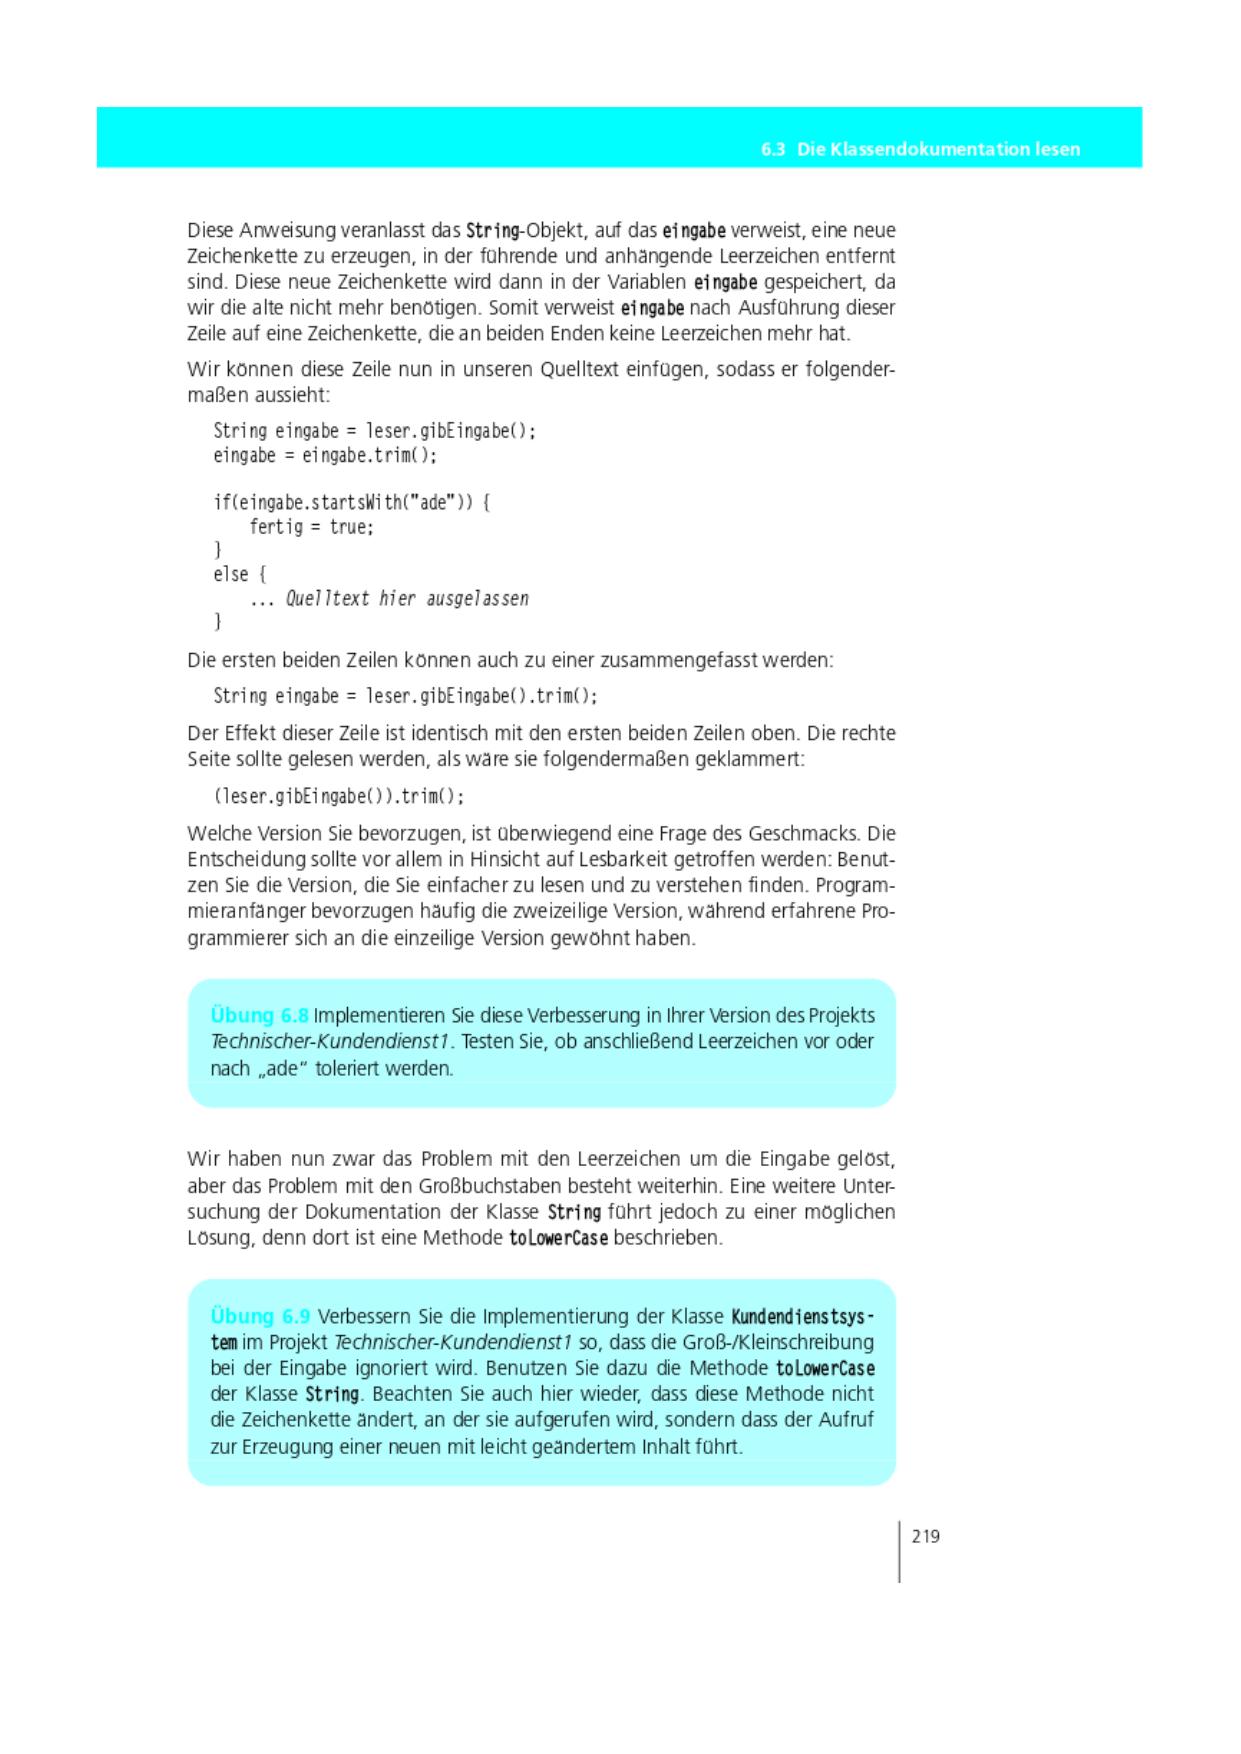 6.3 Die Klassendokumentation lesen
Diese Anweisung veranlasst das String-Objekt, auf das eingabe verweist, eine neue
Zeichenkette zu erzeugen, in der führende und anhängende Leerzeichen entfernt
sind. Diese neue Zeichenkette wird dann in der Variablen eingabe gespeichert, da
wir die alte nicht mehr benötigen. Somit verweist eingabe nach Ausführung dieser
Zeile auf eine Zeichenkette, die an beiden Enden keine Leerzeichen mehr hat.
Wir können diese Zeile nun in unseren Quelltext einfügen, sodass er folgender-
maßen aussieht:
String eingabe = leser.gibEingabe();
eingabe = eingabe.trim();
if(eingabe.startsWith("ade")) {
fertig = true;
}
else {
... Quelltext hier ausgelassen
}
Die ersten beiden Zeilen können auch zu einer zusammengefasst werden:
String eingabe = leser.gibEingabe().trim();
Der Effekt dieser Zeile ist identisch mit den ersten beiden Zeilen oben. Die rechte
Seite sollte gelesen werden, als wäre sie folgendermaßen geklammert:
(leser.gibEingabe()).trim();
Welche Version Sie bevorzugen, ist überwiegend eine Frage des Geschmacks. Die
Entscheidung sollte vor allem in Hinsicht auf Lesbarkeit getroffen werden: Benut-
zen Sie die Version, die Sie einfacher zu lesen und zu verstehen finden. Program-
mieranfänger bevorzugen häufig die zweizeilige Version, während erfahrene Pro-
grammierer sich an die einzeilige Version gewöhnt haben.
Übung 6.8 Implementieren Sie diese Verbesserung in Ihrer Version des Projekts
Technischer-Kundendienst1. Testen Sie, ob anschließend Leerzeichen vor oder
nach „ade“ toleriert werden.
Wir haben nun zwar das Problem mit den Leerzeichen um die Eingabe gelöst,
aber das Problem mit den Großbuchstaben besteht weiterhin. Eine weitere Unter-
suchung der Dokumentation der Klasse String führt jedoch zu einer möglichen
Lösung, denn dort ist eine Methode toLowerCase beschrieben.
Übung 6.9 Verbessern Sie die Implementierung der Klasse Kundendienstsys-
tem im Projekt Technischer-Kundendienst1 so, dass die Groß-/Kleinschreibung
bei der Eingabe ignoriert wird. Benutzen Sie dazu die Methode toLowerCase
der Klasse String. Beachten Sie auch hier wieder, dass diese Methode nicht
die Zeichenkette ändert, an der sie aufgerufen wird, sondern dass der Aufruf
zur Erzeugung einer neuen mit leicht geändertem Inhalt führt.
219